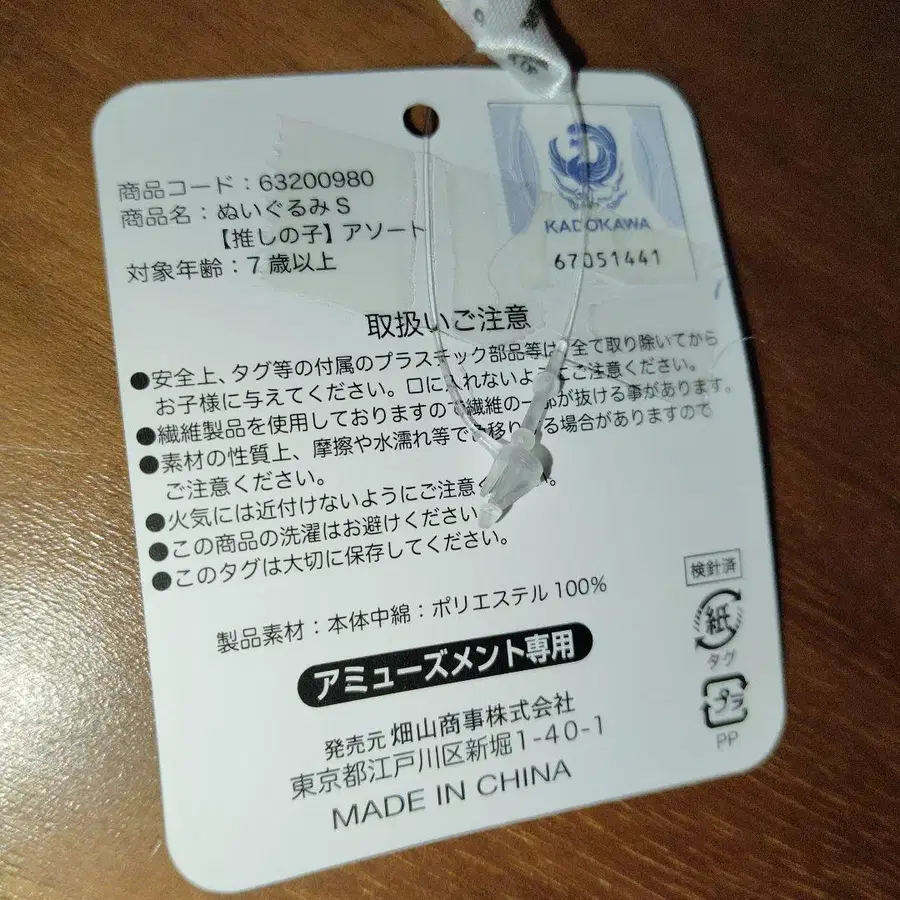 商品コード：63200980
商品名：ぬいぐるみS
【推しの子】アソート
対象年齢：7歳以上
KADOKAWA
67051441
取扱いご注意
●安全上、タグ等の付属のプラスチック部品等は、全て取り除いてから
お子様に与えてください。口に入れないようにご注意ください。
●繊維製品を使用しておりますので繊維の一部が抜ける事があります。
●素材の性質上、摩擦や水濡れ等で色移りする場合がありますので
ご注意ください。
●火気には近付けないようにご注意く
●この商品の洗濯はお避けください
●このタグは大切に保存してください。
製品素材：本体中綿：ポリエステル100%
アミューズメント専用
発売元 畑山商事株式会社
東京都江戸川区新堀1-40-1
MADE IN CHINA
検針済
紙
タグ
プラ
PP